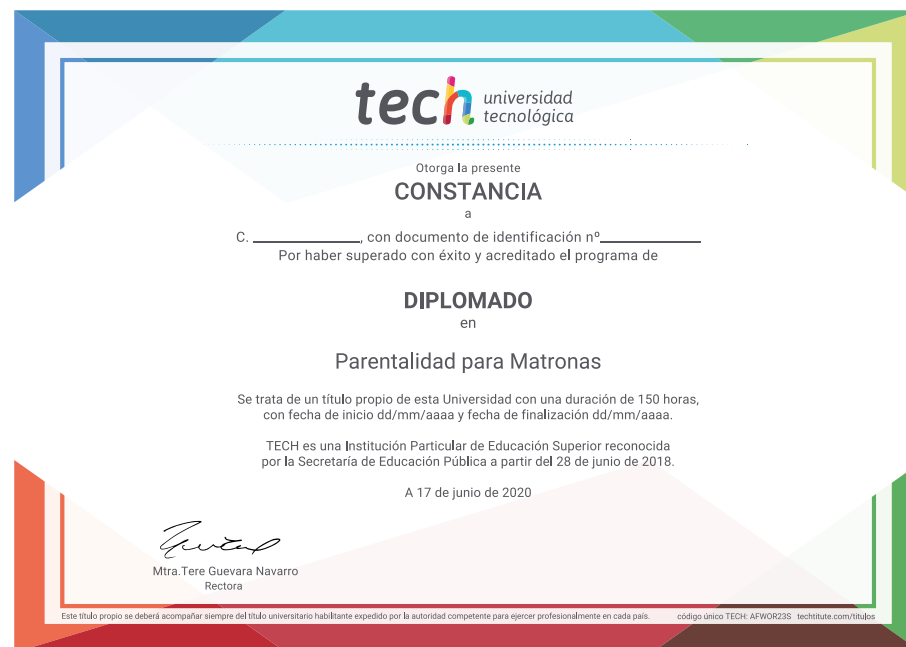 tech universidad
tecnológica
Otorga la presente
CONSTANCIA
a
C. ______________, con documento de identificación nº_____________
Por haber superado con éxito y acreditado el programa de
DIPLOMADO
en
Parentalidad para Matronas
Se trata de un título propio de esta Universidad con una duración de 150 horas,
con fecha de inicio dd/mm/aaaa y fecha de finalización dd/mm/aaaa.
TECH es una Institución Particular de Educación Superior reconocida
por la Secretaría de Educación Pública a partir del 28 de junio de 2018.
A 17 de junio de 2020
Mtra.Tere Guevara Navarro
Rectora
Este título propio se deberá acompañar siempre del título universitario habilitante expedido por la autoridad competente para ejercer profesionalmente en cada país. código único TECH: AFWOR23S techtitute.com/títulos